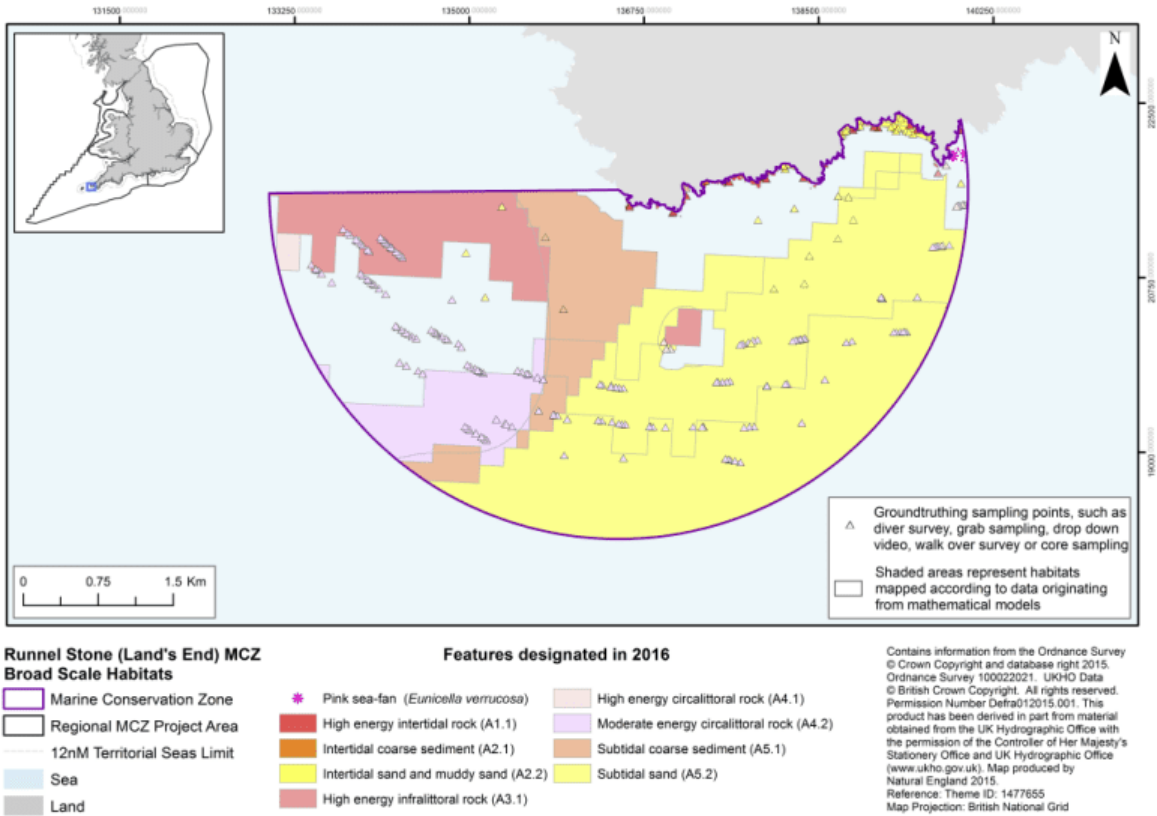 131500.000000
133250.000000
135000.000000
136750.000000
138500.000000
140250.000000
N
22500.000000
20750.000000
19000.000000
Groundtruthing sampling points, such as
diver survey, grab sampling, drop down
video, walk over survey or core sampling
Shaded areas represent habitats
mapped according to data originating
from mathematical models
0 0.75 1.5 Km
Runnel Stone (Land's End) MCZ
Broad Scale Habitats
Marine Conservation Zone
Regional MCZ Project Area
12nM Territorial Seas Limit
Sea
Land
Features designated in 2016
Pink sea-fan (Eunicella verrucosa)
High energy intertidal rock (A1.1)
Intertidal coarse sediment (A2.1)
Intertidal sand and muddy sand (A2.2)
High energy infralittoral rock (A3.1)
High energy circalittoral rock (A4.1)
Moderate energy circalittoral rock (A4.2)
Subtidal coarse sediment (A5.1)
Subtidal sand (A5.2)
Contains information from the Ordnance Survey
© Crown Copyright and database right 2015.
Ordnance Survey 100022021. UKHO Data
© British Crown Copyright. All rights reserved.
Permission Number Defra012015.001. This
product has been derived in part from material
obtained from the UK Hydrographic Office with
the permission of the Controller of Her Majesty's
Stationery Office and UK Hydrographic Office
(www.ukho.gov.uk). Map produced by
Natural England 2015.
Reference: Theme ID: 1477655
Map Projection: British National Grid